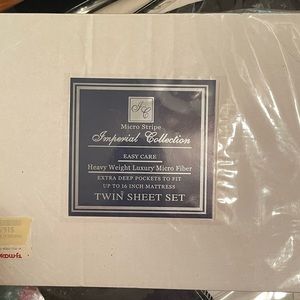 IC
Micro Stripe
Imperial Collection
EASY CARE
Heavy Weight Luxury Micro Fiber
EXTRA DEEP POCKETS TO FIT
UP TO 16 INCH MATTRESS
TWIN SHEET SET